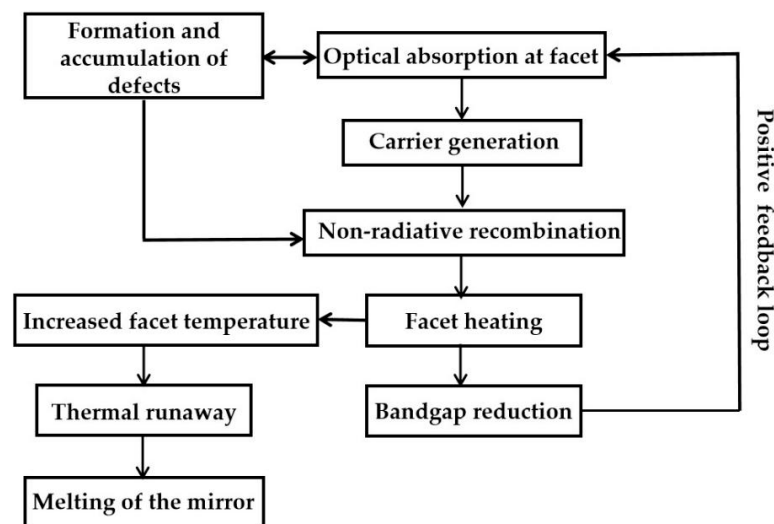 Formation and
accumulation of
defects
Optical absorption at facet
Carrier generation
Non-radiative recombination
Increased facet temperature
Facet heating
Thermal runaway
Bandgap reduction
Melting of the mirror
Positive feedback loop